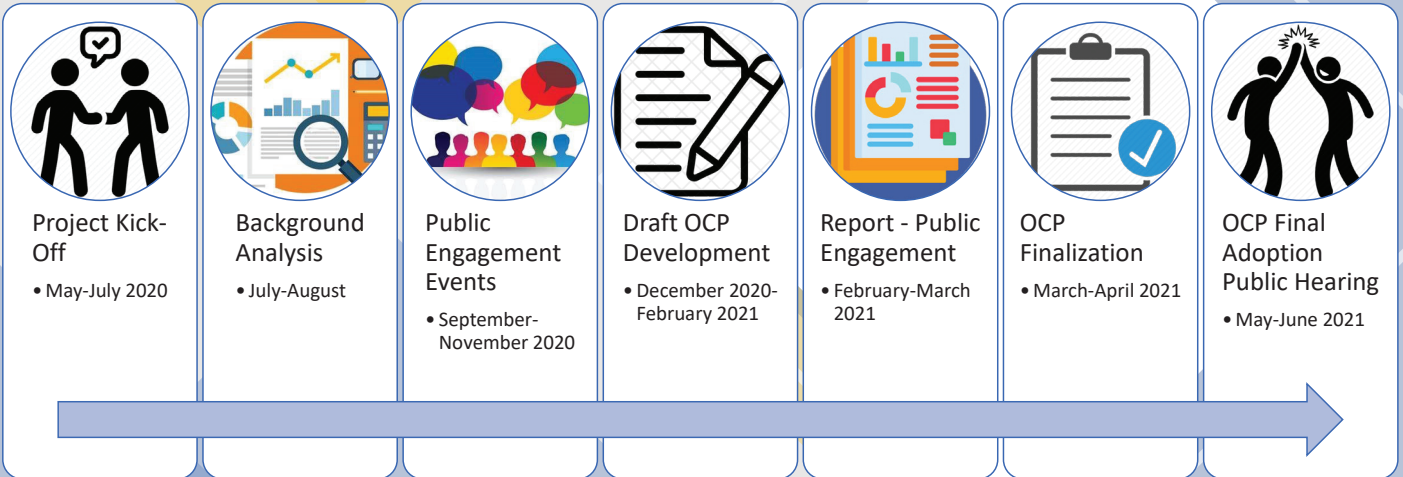 Project Kick-
Off
• May-July 2020
Background
Analysis
• July-August
Public
Engagement
Events
• September-
November 2020
Draft OCP
Development
• December 2020-
February 2021
Report - Public
Engagement
• February-March
2021
OCP
Finalization
• March-April 2021
OCP Final
Adoption
Public Hearing
• May-June 2021